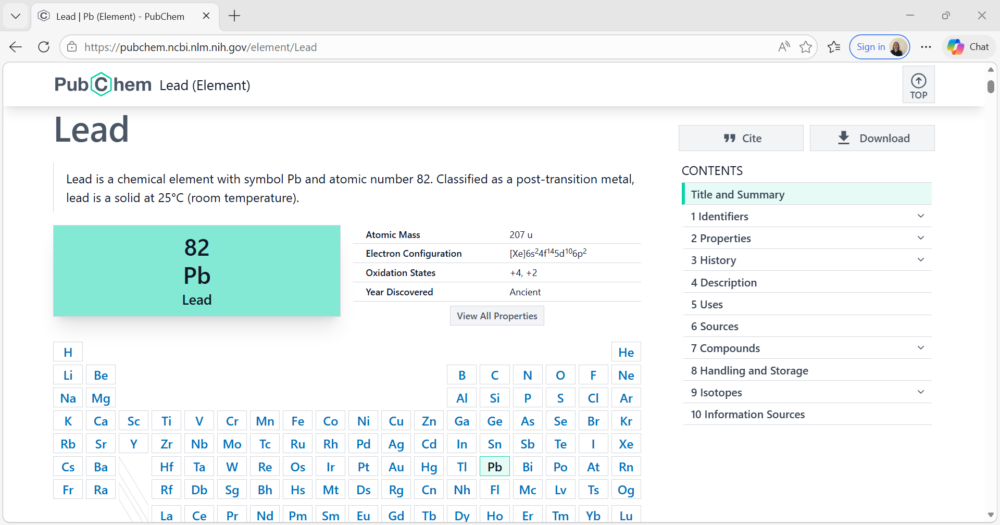 Lead | Pb (Element) - PubChem
https://pubchem.ncbi.nlm.nih.gov/element/Lead
Sign in
Chat
PubChem Lead (Element)
TOP
Lead
Cite
Download
Lead is a chemical element with symbol Pb and atomic number 82. Classified as a post-transition metal,
lead is a solid at 25°C (room temperature).
82
Pb
Lead
Atomic Mass 207 u
Electron Configuration [Xe]6s²4f¹⁴5d¹⁰6p²
Oxidation States +4, +2
Year Discovered Ancient
View All Properties
H He
Li Be B C N O F Ne
Na Mg Al Si P S Cl Ar
K Ca Sc Ti V Cr Mn Fe Co Ni Cu Zn Ga Ge As Se Br Kr
Rb Sr Y Zr Nb Mo Tc Ru Rh Pd Ag Cd In Sn Sb Te I Xe
Cs Ba Hf Ta W Re Os Ir Pt Au Hg Tl Pb Bi Po At Rn
Fr Ra Rf Db Sg Bh Hs Mt Ds Rg Cn Nh Fl Mc Lv Ts Og
La Ce Pr Nd Pm Sm Eu Gd Tb Dy Ho Er Tm Yb Lu
CONTENTS
Title and Summary
1 Identifiers
2 Properties
3 History
4 Description
5 Uses
6 Sources
7 Compounds
8 Handling and Storage
9 Isotopes
10 Information Sources